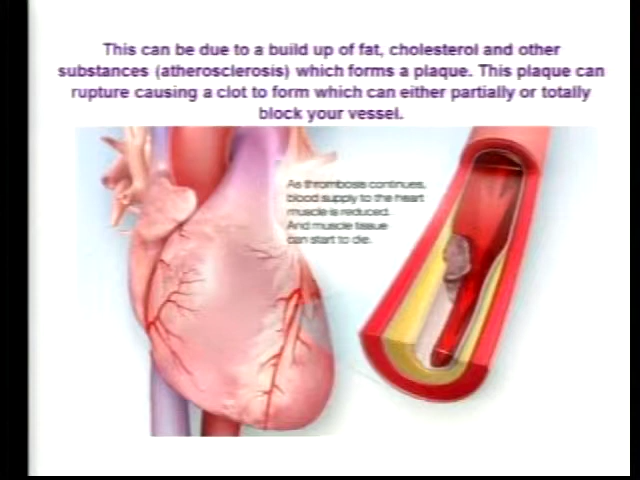 This can be due to a build up of fat, cholesterol and other
substances (atherosclerosis) which forms a plaque. This plaque can
rupture causing a clot to form which can either partially or totally
block your vessel.
As thrombosis continues,
blood supply to the heart
muscle is reduced.
And muscle tissue
can start to die.